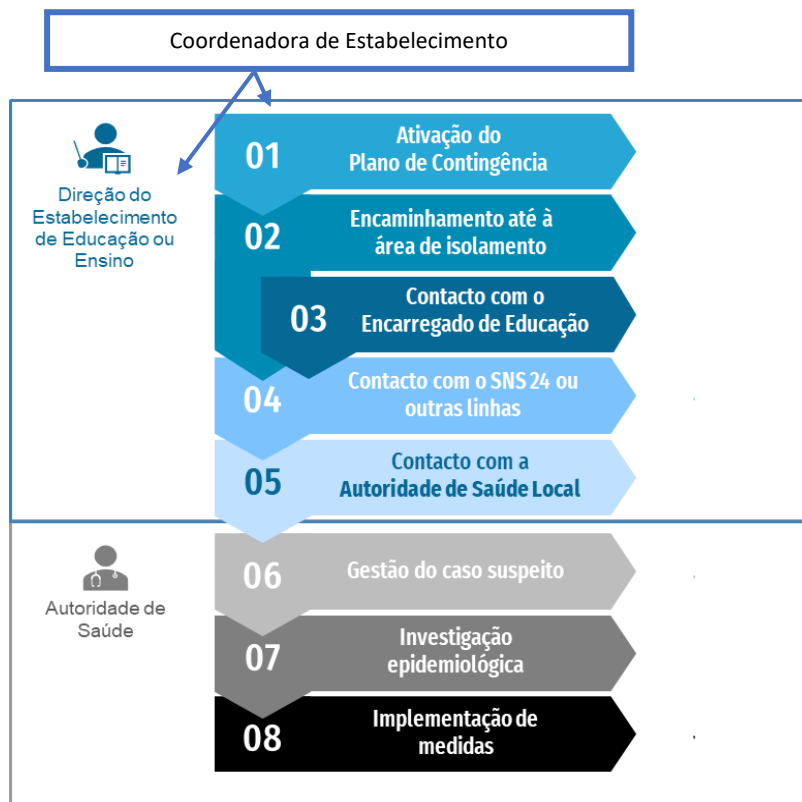 Coordenadora de Estabelecimento
Direção do
Estabelecimento
de Educação ou
Ensino
01
Ativação do
Plano de Contingência
02
Encaminhamento até à
área de isolamento
03
Contacto com o
Encarregado de Educação
04
Contacto com o SNS 24 ou
outras linhas
05
Contacto com a
Autoridade de Saúde Local
Autoridade de
Saúde
06
Gestão do caso suspeito
07
Investigação
epidemiológica
08
Implementação de
medidas